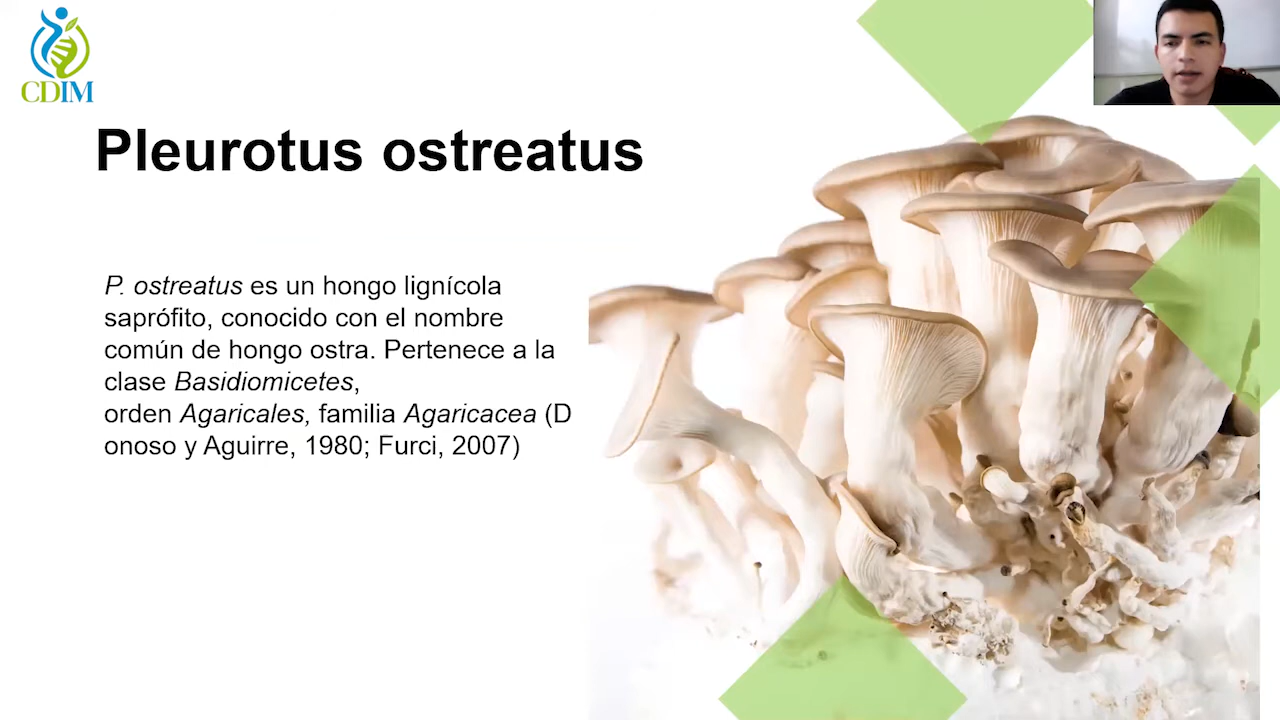 CDIM
Pleurotus ostreatus
P. ostreatus es un hongo lignícola
saprófito, conocido con el nombre
común de hongo ostra. Pertenece a la
clase Basidiomicetes,
orden Agaricales, familia Agaricacea (D
onoso y Aguirre, 1980; Furci, 2007)